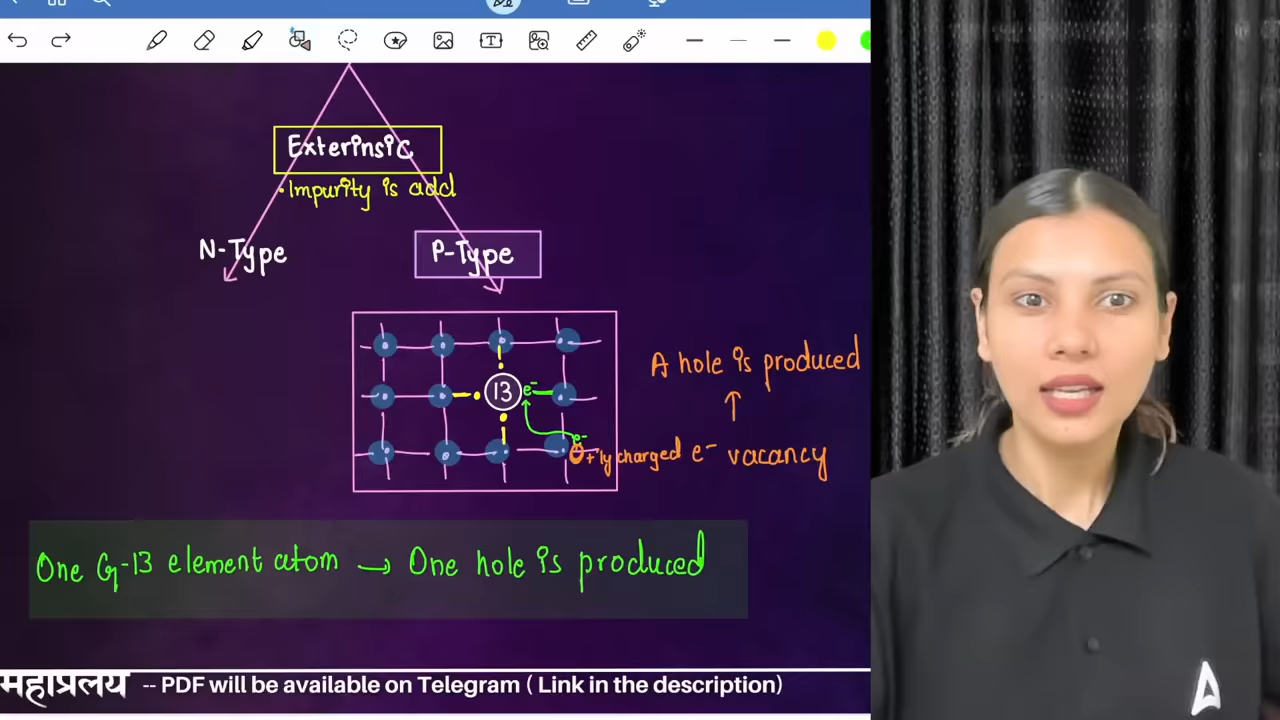 Exterinsic
• Impurity is add
N-Type
P-Type
A hole is produced
13 e-
e-
+ly charged e- vacancy
One G-13 element atom → One hole is produced
महाप्रलय -- PDF will be available on Telegram ( Link in the description)